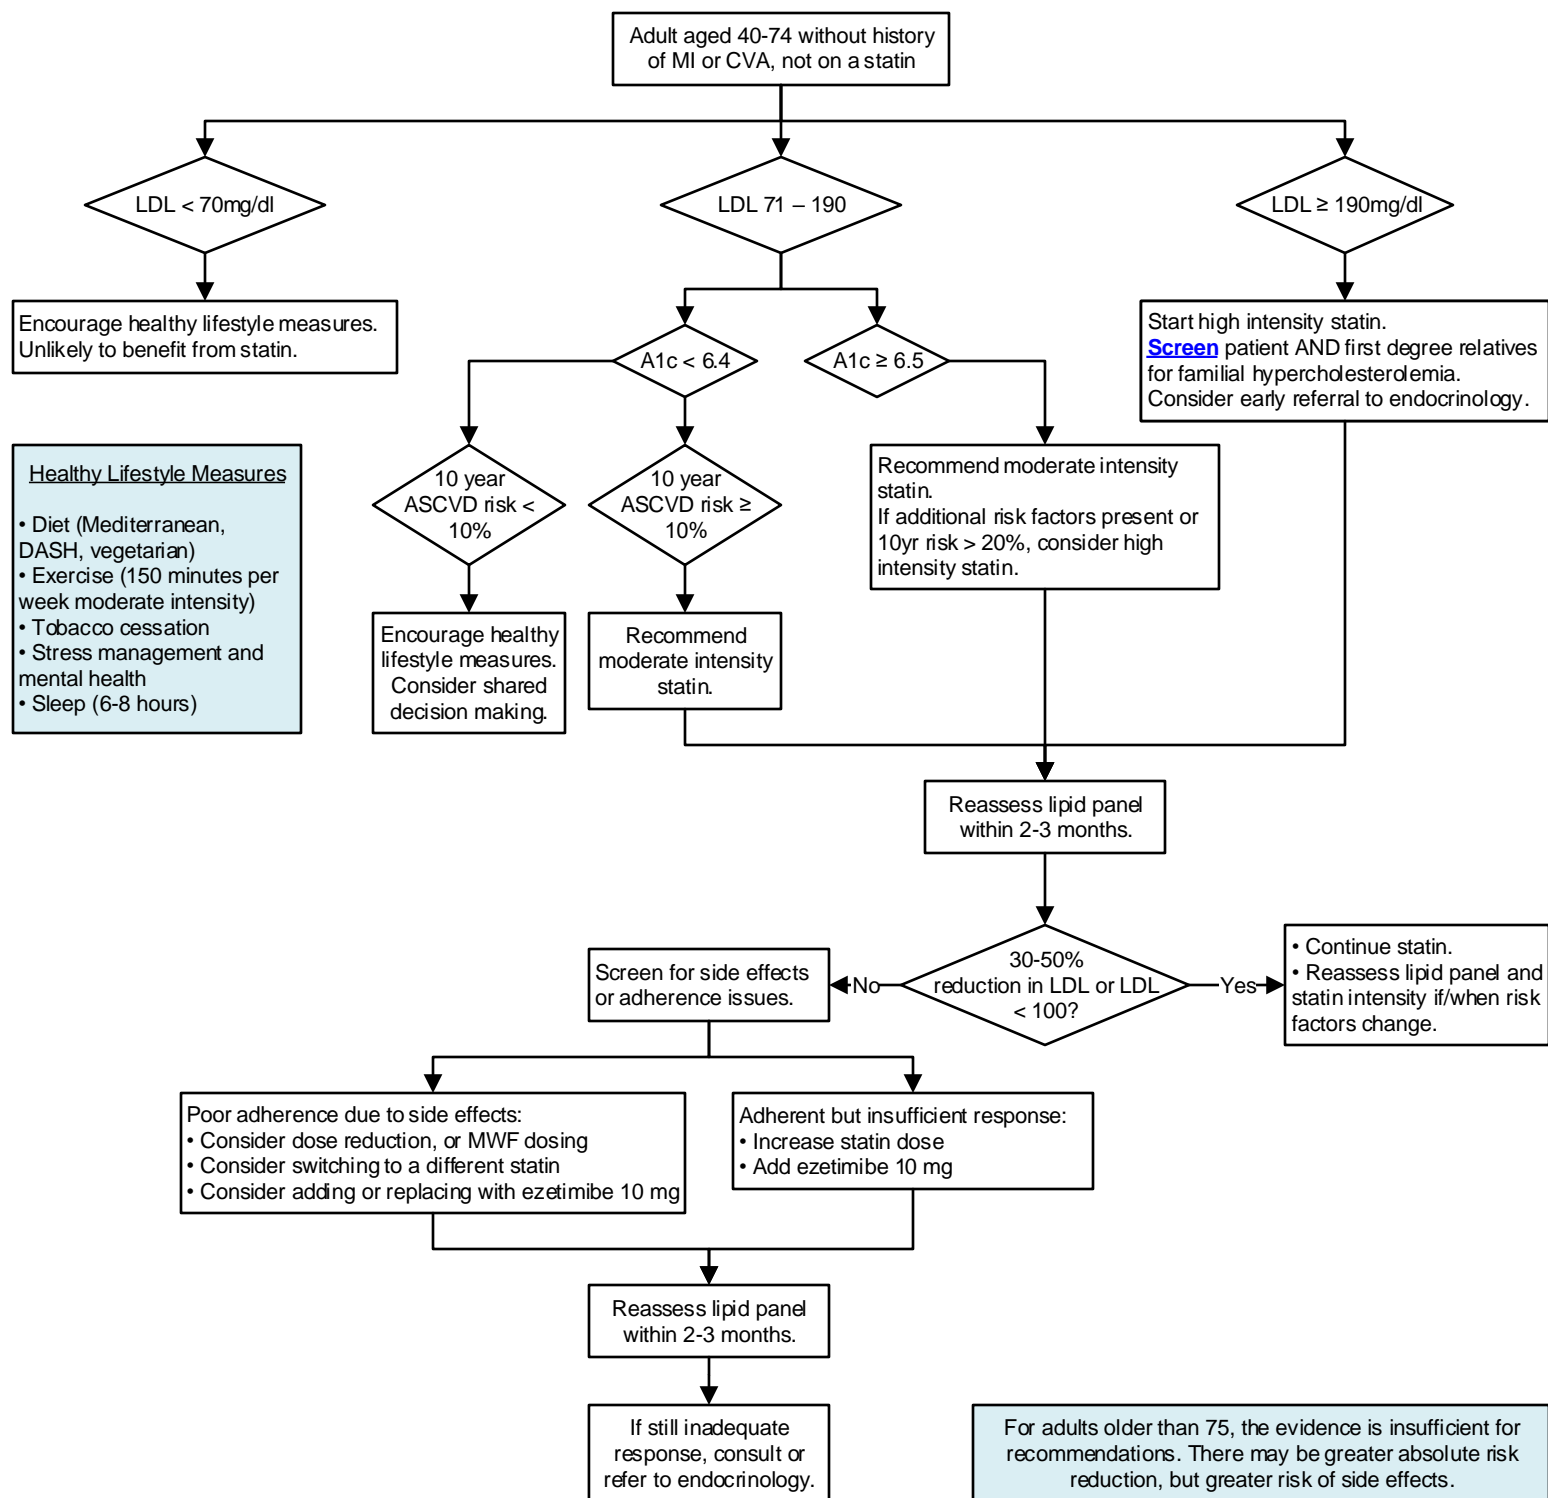 Adult aged 40-74 without history
of MI or CVA, not on a statin
LDL < 70mg/dl
LDL 71 – 190
LDL ≥ 190mg/dl
Encourage healthy lifestyle measures.
Unlikely to benefit from statin.
A1c < 6.4
A1c ≥ 6.5
Start high intensity statin.
Screen patient AND first degree relatives
for familial hypercholesterolemia.
Consider early referral to endocrinology.
Healthy Lifestyle Measures
• Diet (Mediterranean,
DASH, vegetarian)
• Exercise (150 minutes per
week moderate intensity)
• Tobacco cessation
• Stress management and
mental health
• Sleep (6-8 hours)
10 year
ASCVD risk <
10%
10 year
ASCVD risk ≥
10%
Recommend moderate intensity
statin.
If additional risk factors present or
10yr risk > 20%, consider high
intensity statin.
Encourage healthy
lifestyle measures.
Consider shared
decision making.
Recommend
moderate intensity
statin.
Reassess lipid panel
within 2-3 months.
30-50%
reduction in LDL or LDL
< 100?
No
Yes
Screen for side effects
or adherence issues.
• Continue statin.
• Reassess lipid panel and
statin intensity if/when risk
factors change.
Poor adherence due to side effects:
• Consider dose reduction, or MWF dosing
• Consider switching to a different statin
• Consider adding or replacing with ezetimibe 10 mg
Adherent but insufficient response:
• Increase statin dose
• Add ezetimibe 10 mg
Reassess lipid panel
within 2-3 months.
If still inadequate
response, consult or
refer to endocrinology.
For adults older than 75, the evidence is insufficient for
recommendations. There may be greater absolute risk
reduction, but greater risk of side effects.